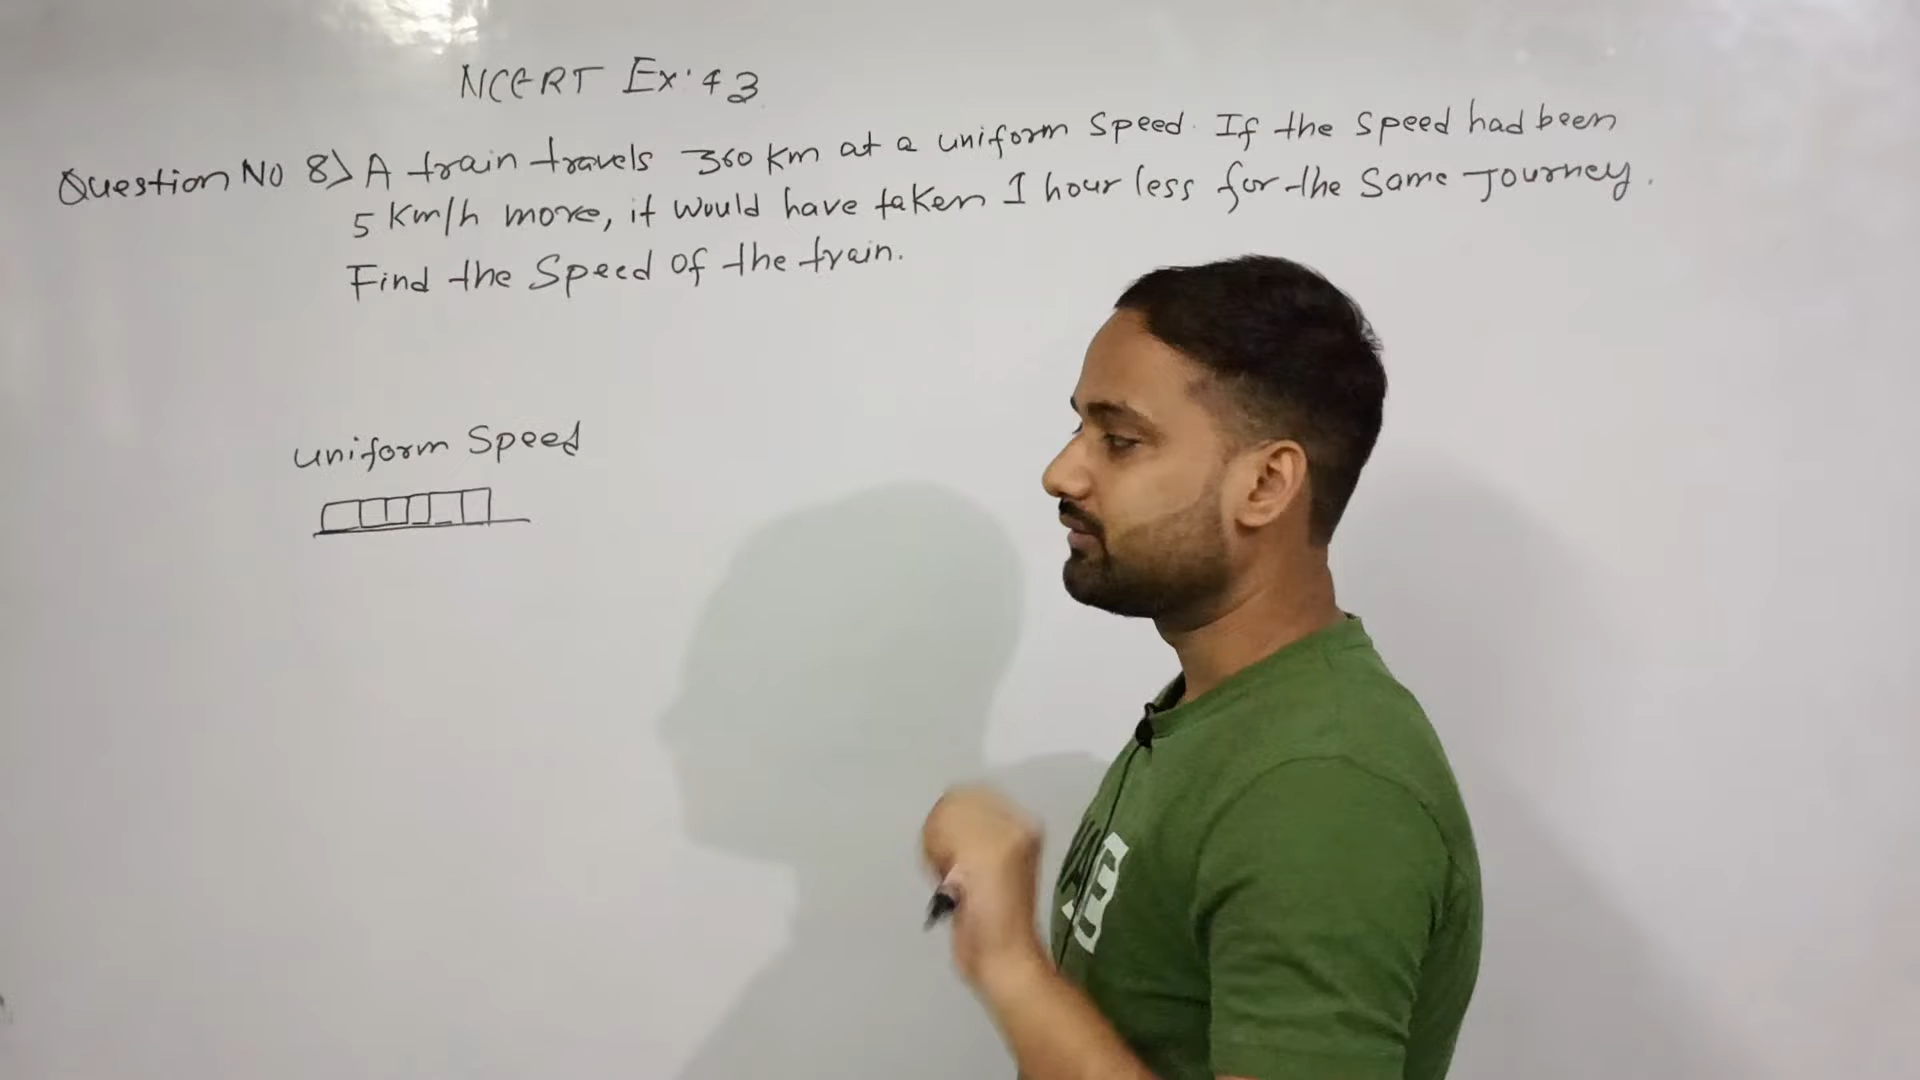 NCERT Ex. 4 3
Question No 8) A train travels 360 km at a uniform speed. If the speed had been
5 km/h more, it would have taken 1 hour less for the same Journey.
Find the Speed of the train.
uniform Speed